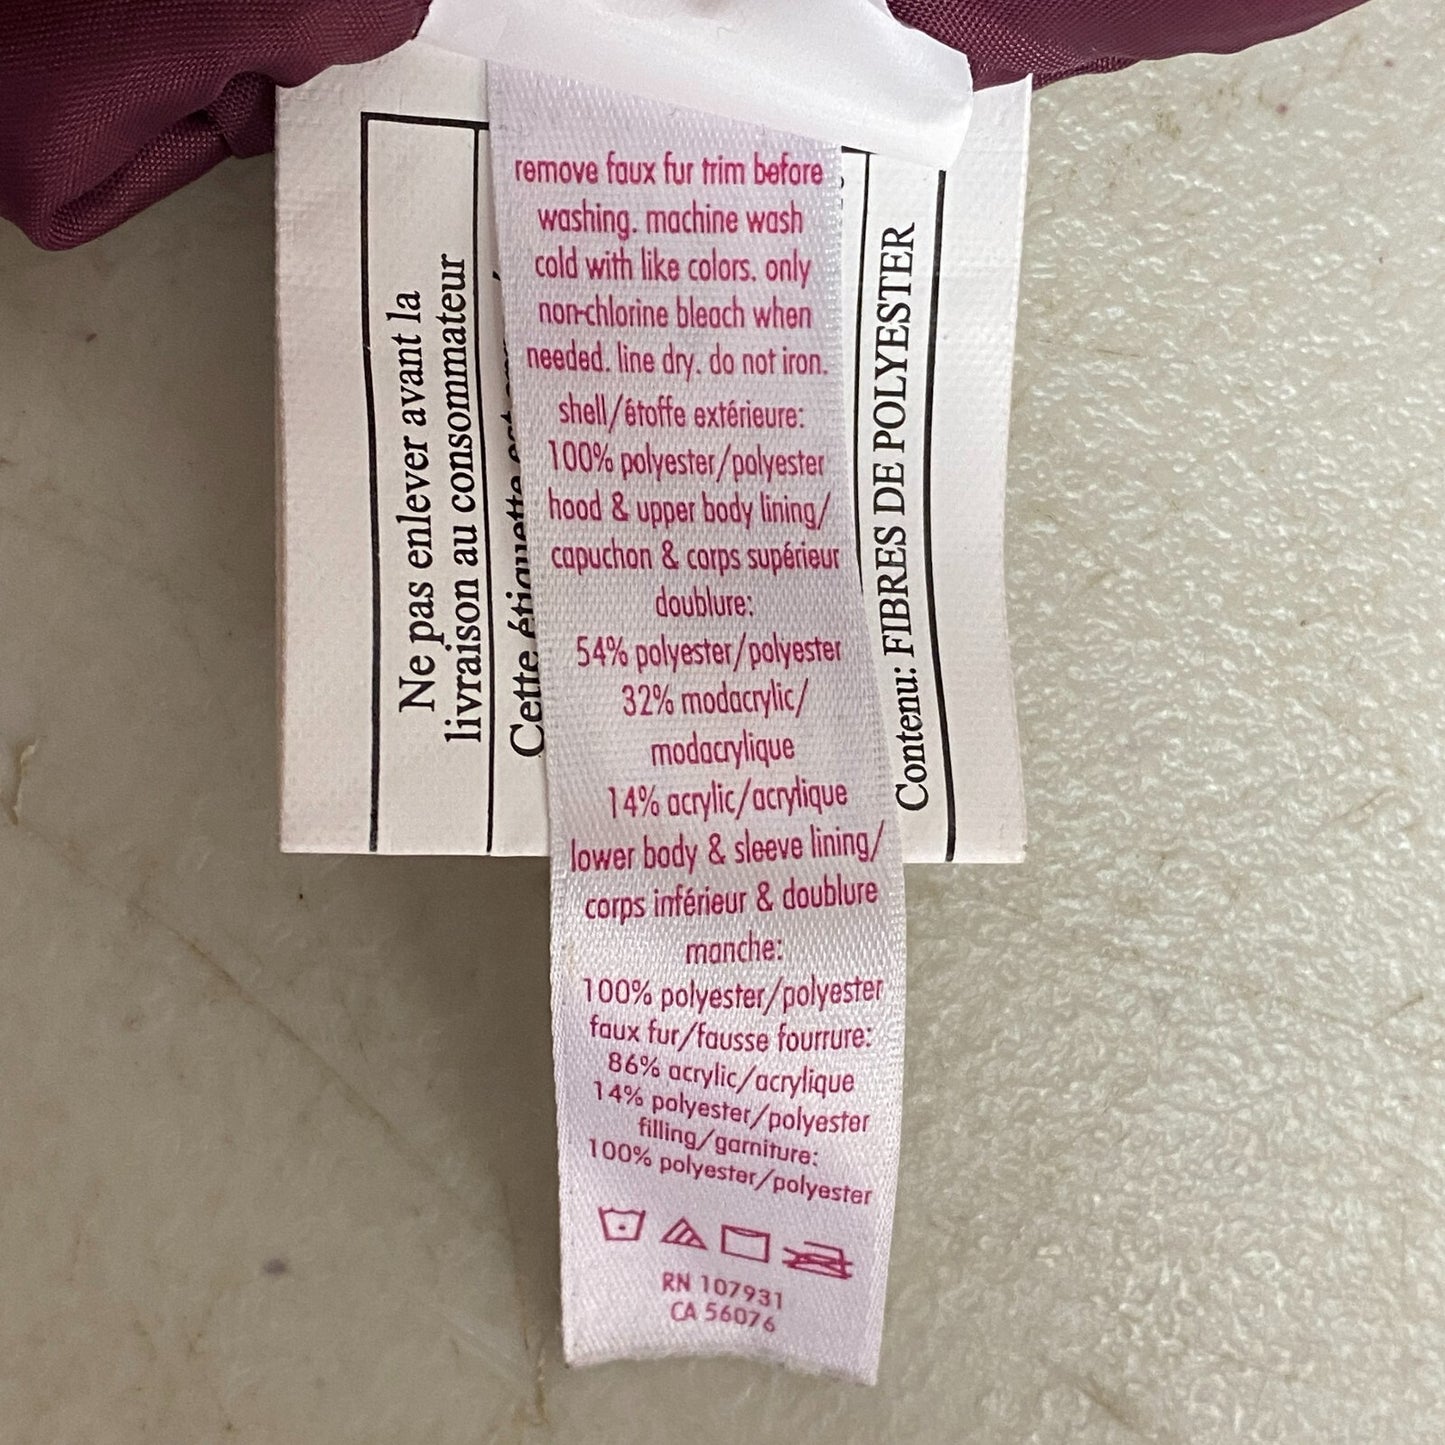 remove faux fur trim before
washing. machine wash
cold with like colors. only
non-chlorine bleach when
needed. line dry. do not iron.
shell/étoffe extérieure:
100% polyester/polyester
hood & upper body lining/
capuchon & corps supérieur
doublure:
54% polyester/polyester
32% modacrylic/
modacrylique
14% acrylic/acrylique
lower body & sleeve lining/
corps inférieur & doublure
manche:
100% polyester/polyester
faux fur/fausse fourrure:
86% acrylic/acrylique
14% polyester/polyester
filling/garniture:
100% polyester/polyester
RN 107931
CA 56076
Ne pas enlever avant la
livraison au consommateur
Cette étiquette est
Contenu: FIBRES DE POLYESTER